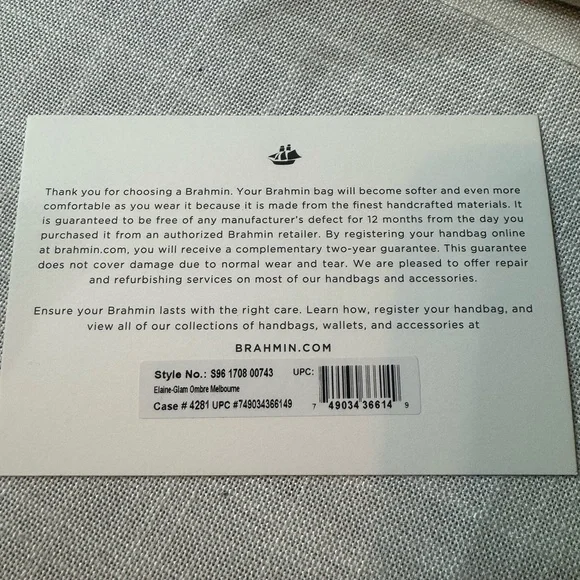 Thank you for choosing a Brahmin. Your Brahmin bag will become softer and even more
comfortable as you wear it because it is made from the finest handcrafted materials. It
is guaranteed to be free of any manufacturer's defect for 12 months from the day you
purchased it from an authorized Brahmin retailer. By registering your handbag online
at brahmin.com, you will receive a complementary two-year guarantee. This guarantee
does not cover damage due to normal wear and tear. We are pleased to offer repair
and refurbishing services on most of our handbags and accessories.
Ensure your Brahmin lasts with the right care. Learn how, register your handbag, and
view all of our collections of handbags, wallets, and accessories at
BRAHMIN.COM
Style No.: S96 1708 00743 UPC:
Elaine-Glam Ombre Melbourne
Case # 4281 UPC #749034366149 7 49034 36614 9